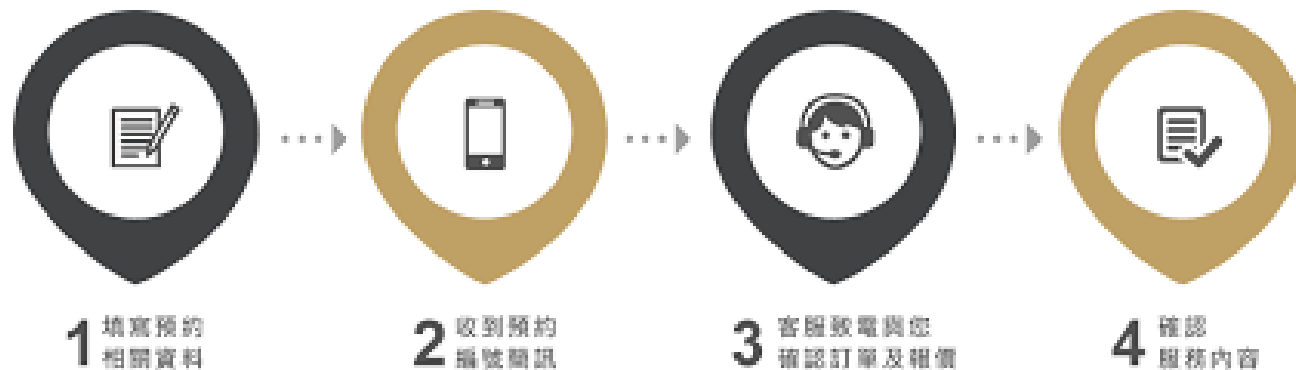 1 填寫預約
相關資料
2 收到預約
編號簡訊
3 客服致電與您
確認訂單及報價
4 確認
服務內容